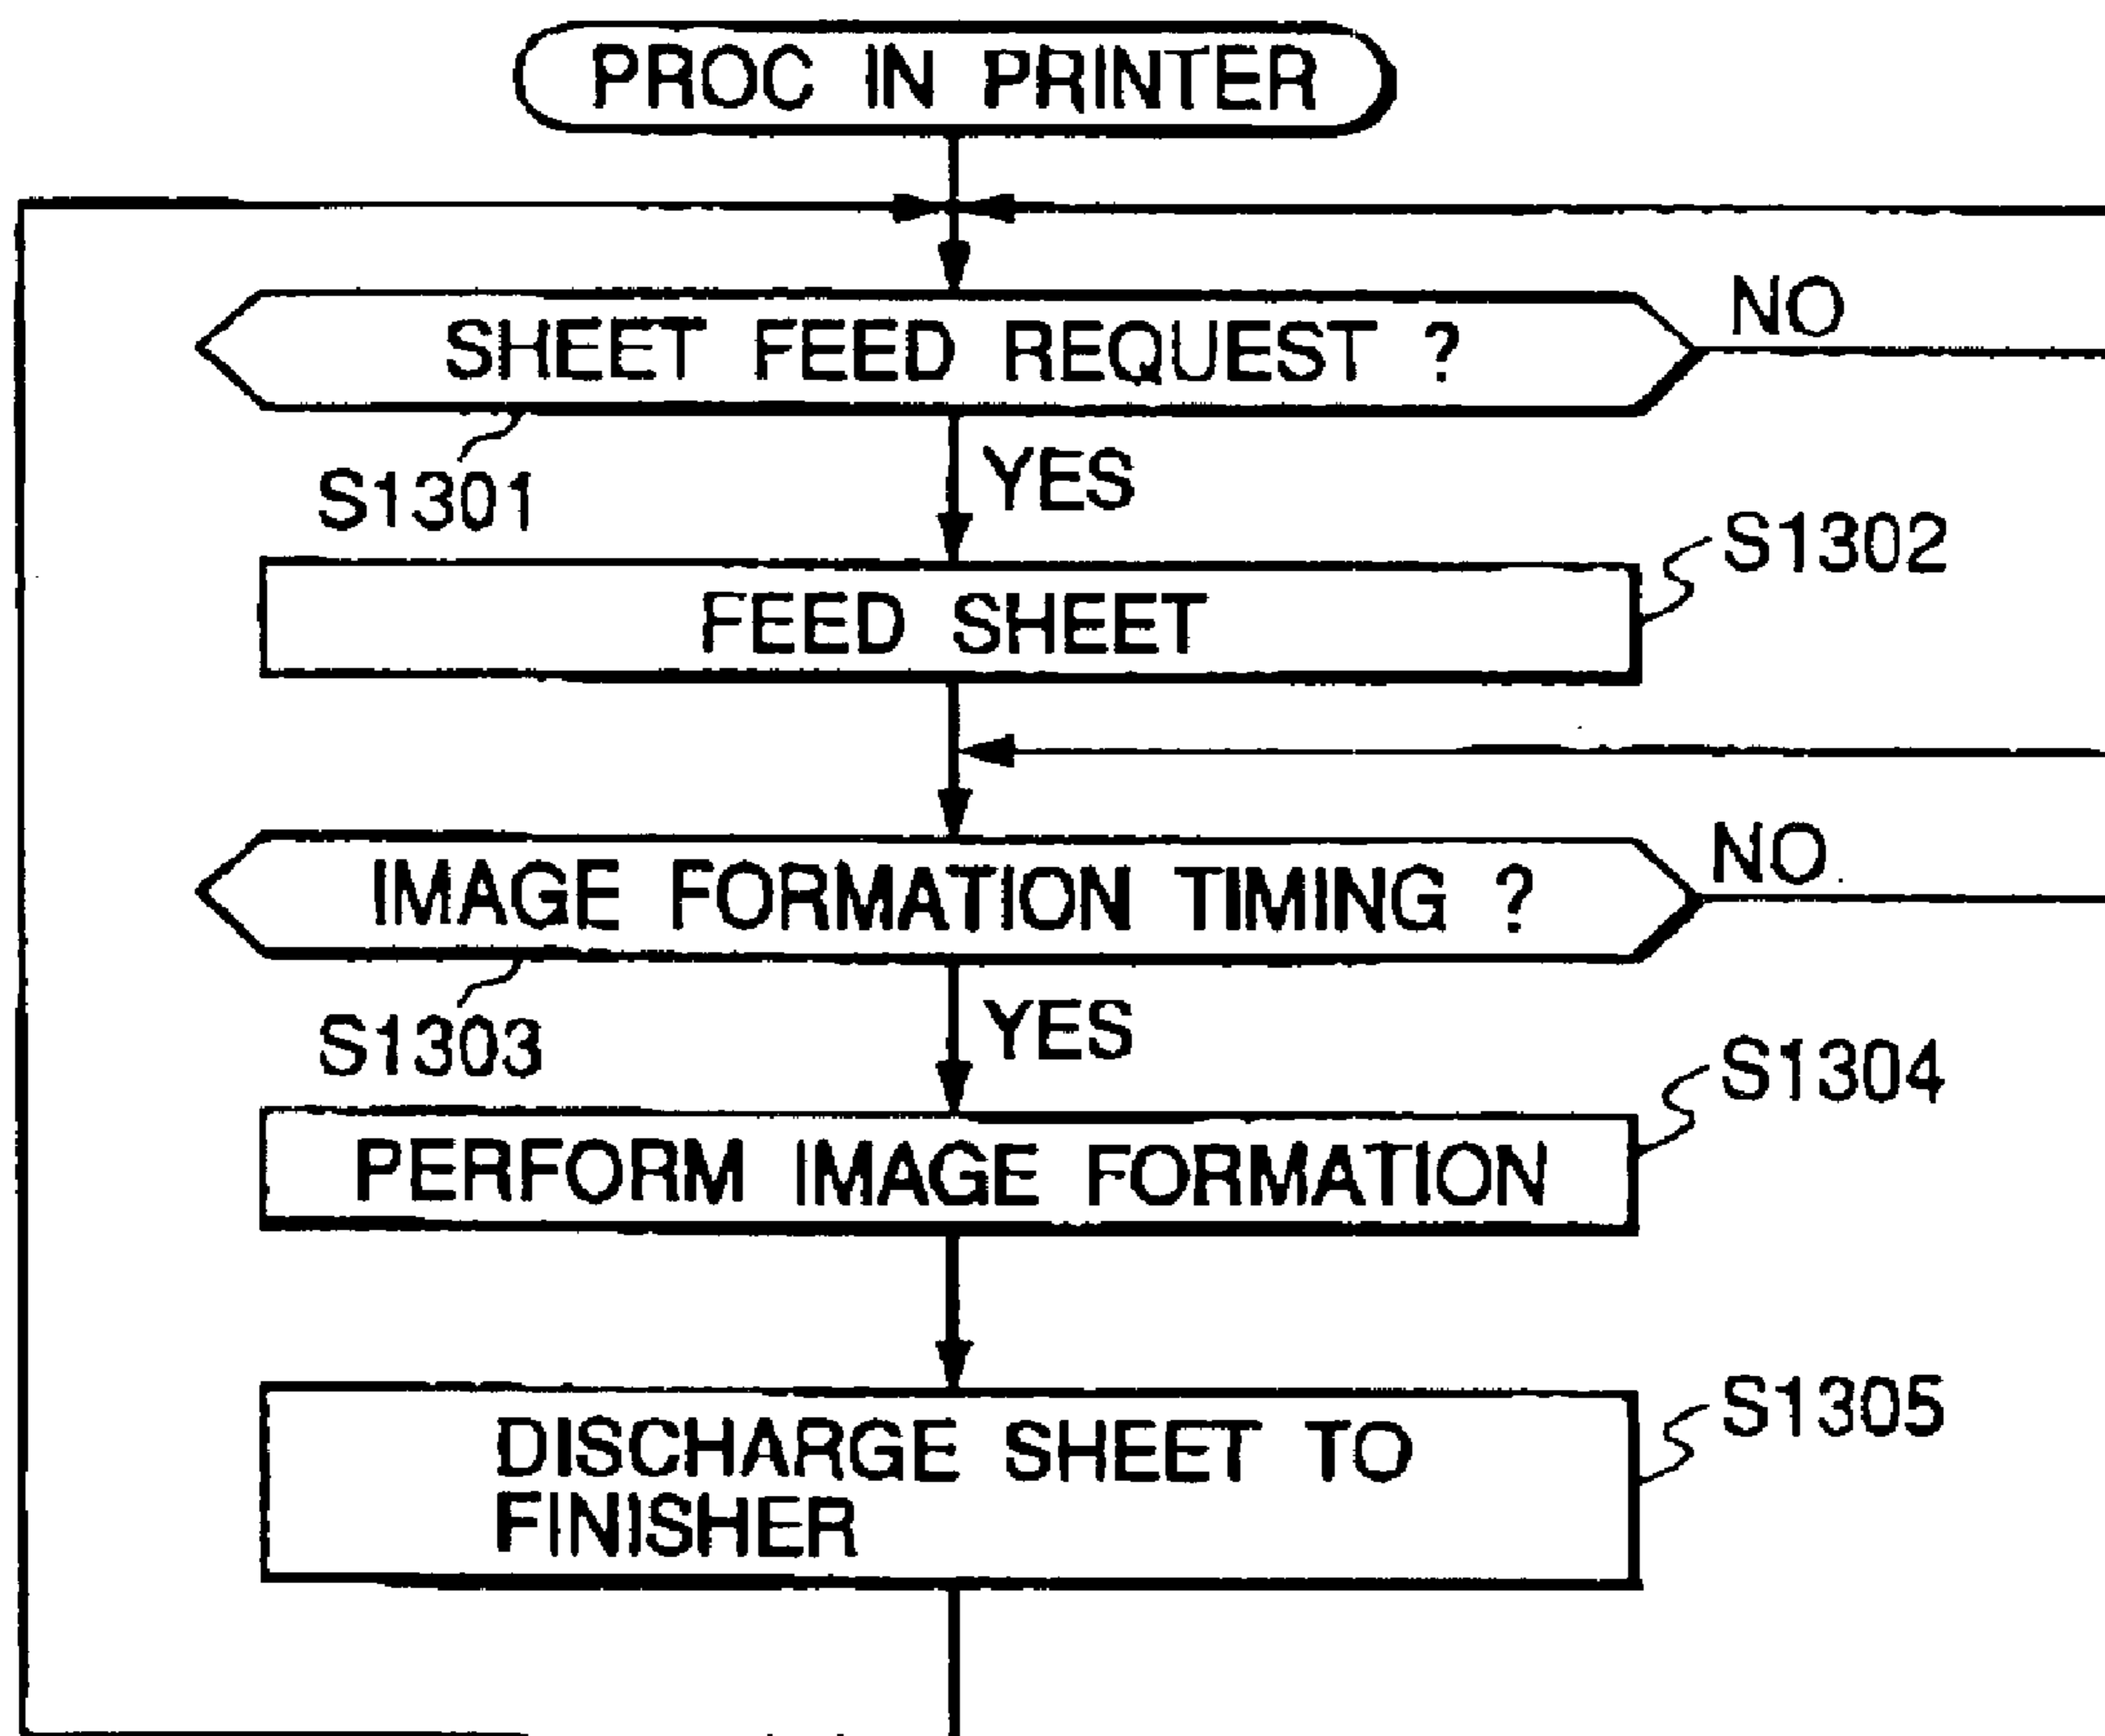 PROC IN PRINTER
SHEET FEED REQUEST ?
NO
S1301
YES
S1302
FEED SHEET
IMAGE FORMATION TIMING ?
NO
S1303
YES
S1304
PERFORM IMAGE FORMATION
S1305
DISCHARGE SHEET TO
FINISHER